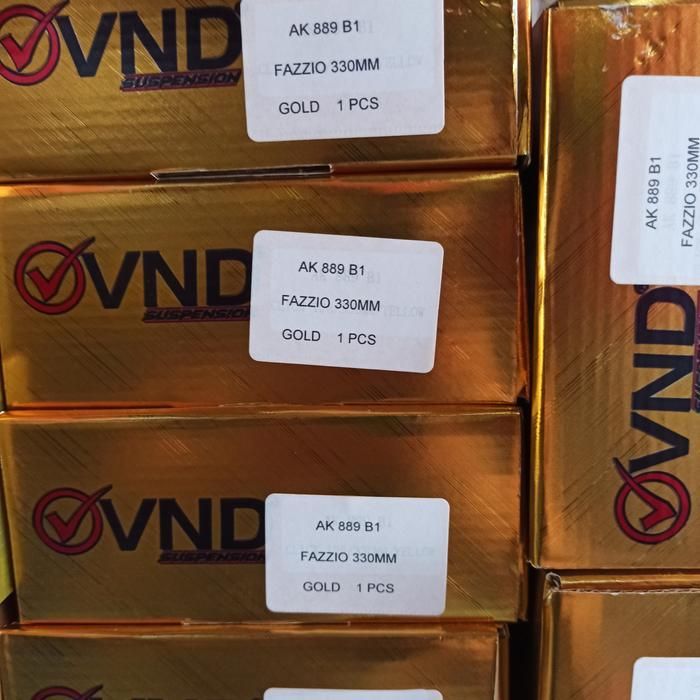 VND
SUSPENSION
AK 889 B1
FAZZIO 330MM
GOLD 1 PCS
VND
SUSPENSION
AK 889 B1
FAZZIO 330MM
GOLD 1 PCS
VND
SUSPENSION
AK 889 B1
FAZZIO 330MM
GOLD 1 PCS
AK 889 B1
FAZZIO 330MM
VND